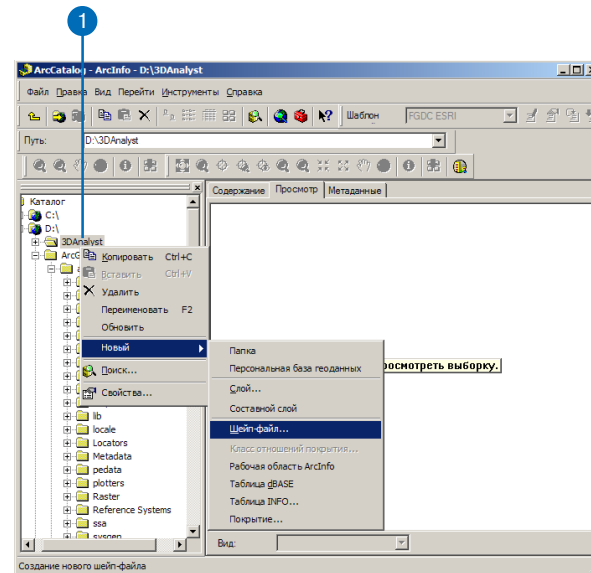 1
ArcCatalog - ArcInfo - D:\3DAnalyst
Файл Правка Вид Перейти Инструменты Справка
Шаблон FGDC ESRI
Путь: D:\3DAnalyst
Содержание Просмотр Метаданные
Каталог
C:\
D:\
3DAnalyst
Копировать Ctrl+C
Вставить Ctrl+V
Удалить
Переименовать F2
Обновить
Новый
Поиск...
Свойства...
Папка
Персональная база геоданных
Слой...
Составной слой
Шейп-файл...
Класс отношений покрытия...
Рабочая область ArcInfo
Таблица dBASE
Таблица INFO...
Покрытие...
росмотреть выборку.]
lib
locale
Locators
Metadata
pedata
plotters
Raster
Reference Systems
ssa
sysgen
Вид:
Создание нового шейп-файла